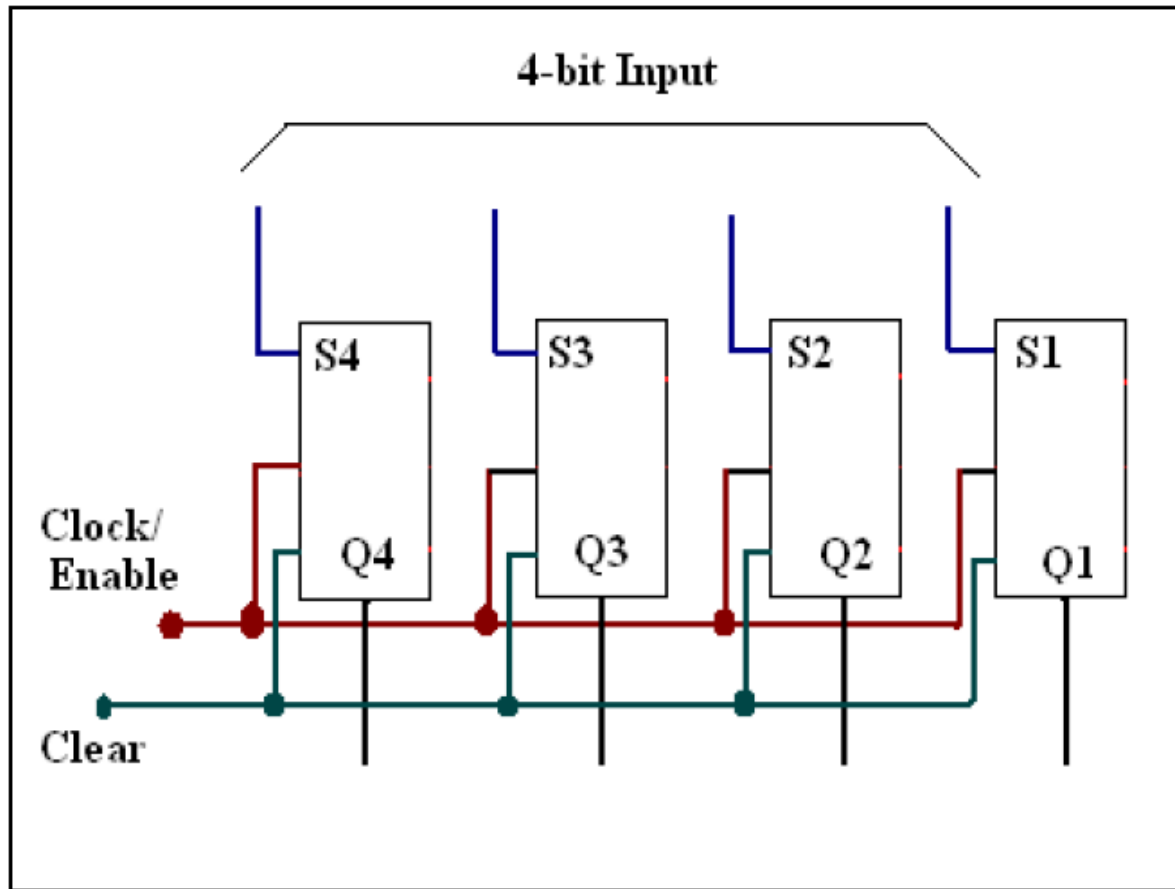 4-bit Input
S4
S3
S2
S1
Clock/
Enable
Q4
Q3
Q2
Q1
Clear